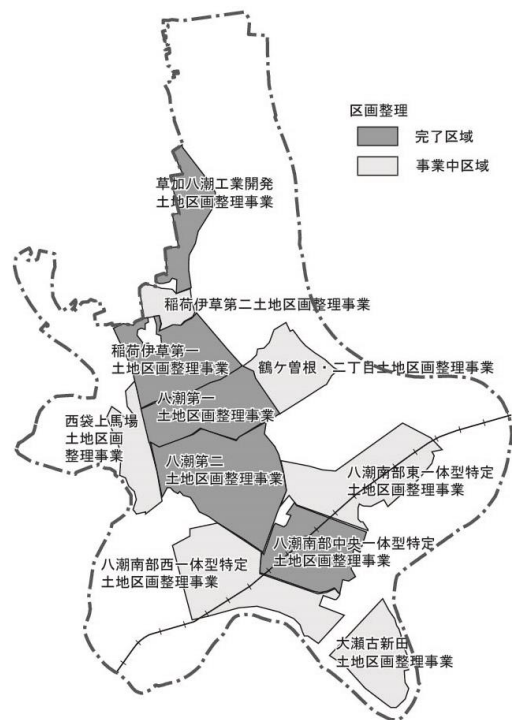 区画整理
完了区域
事業中区域
草加八潮工業開発
土地区画整理事業
稲荷伊草第二土地区画整理事業
稲荷伊草第一
土地区画整理事業
鶴ケ曽根・二丁目土地区画整理事業
八潮第一
土地区画整理事業
西袋上馬場
土地区画
整理事業
八潮第二
土地区画整理事業
八潮南部東一体型特定
土地区画整理事業
八潮南部中央一体型特定
土地区画整理事業
八潮南部西一体型特定
土地区画整理事業
大瀬古新田
土地区画整理事業